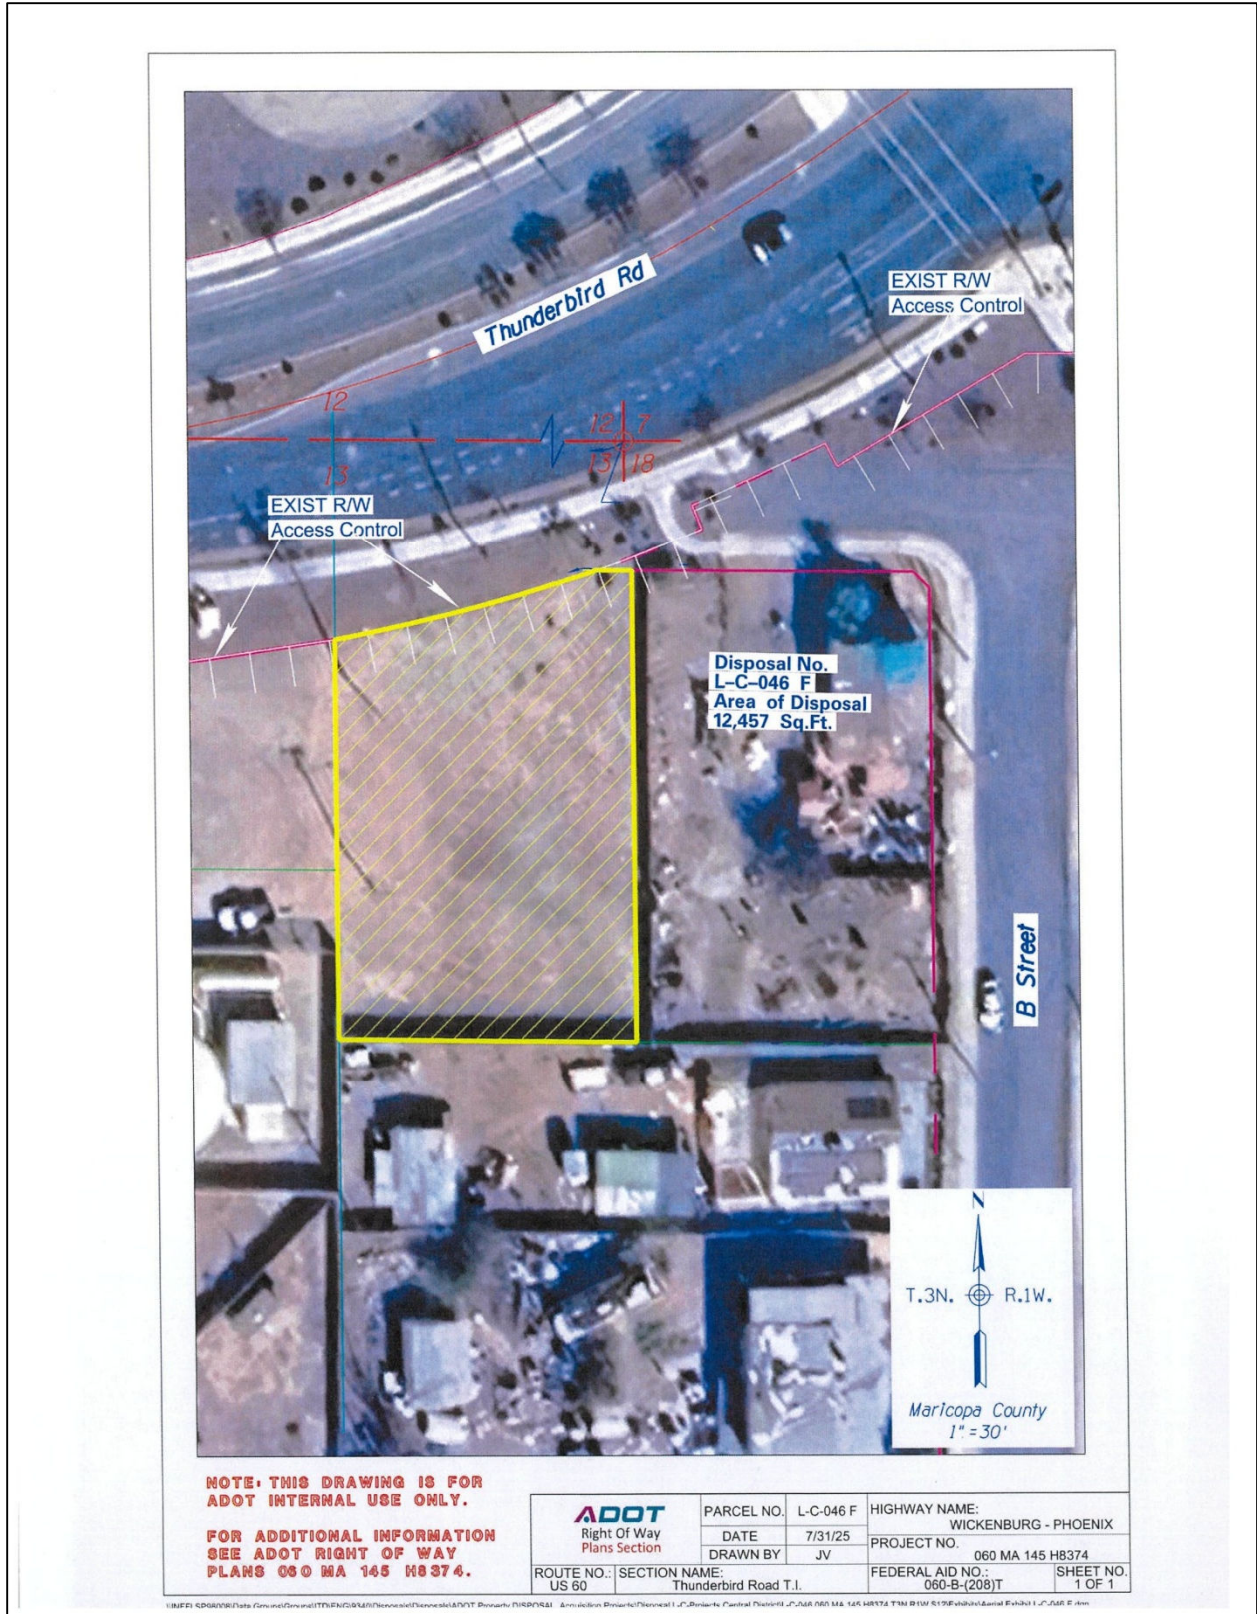 Thunderbird Rd
EXIST R/W
Access Control
12
12 7
13 18
13
EXIST R/W
Access Control
Disposal No.
L-C-046 F
Area of Disposal
12,457 Sq.Ft.
B Street
N
T.3N. R.1W.
Maricopa County
1" = 30'
NOTE: THIS DRAWING IS FOR
ADOT INTERNAL USE ONLY.
FOR ADDITIONAL INFORMATION
SEE ADOT RIGHT OF WAY
PLANS 060 MA 145 H8374.
ADOT
Right Of Way
Plans Section
PARCEL NO. L-C-046 F
DATE 7/31/25
DRAWN BY JV
HIGHWAY NAME:
WICKENBURG - PHOENIX
PROJECT NO.
060 MA 145 H8374
ROUTE NO.:
US 60
SECTION NAME:
Thunderbird Road T.I.
FEDERAL AID NO.:
060-B-(208)T
SHEET NO.
1 OF 1